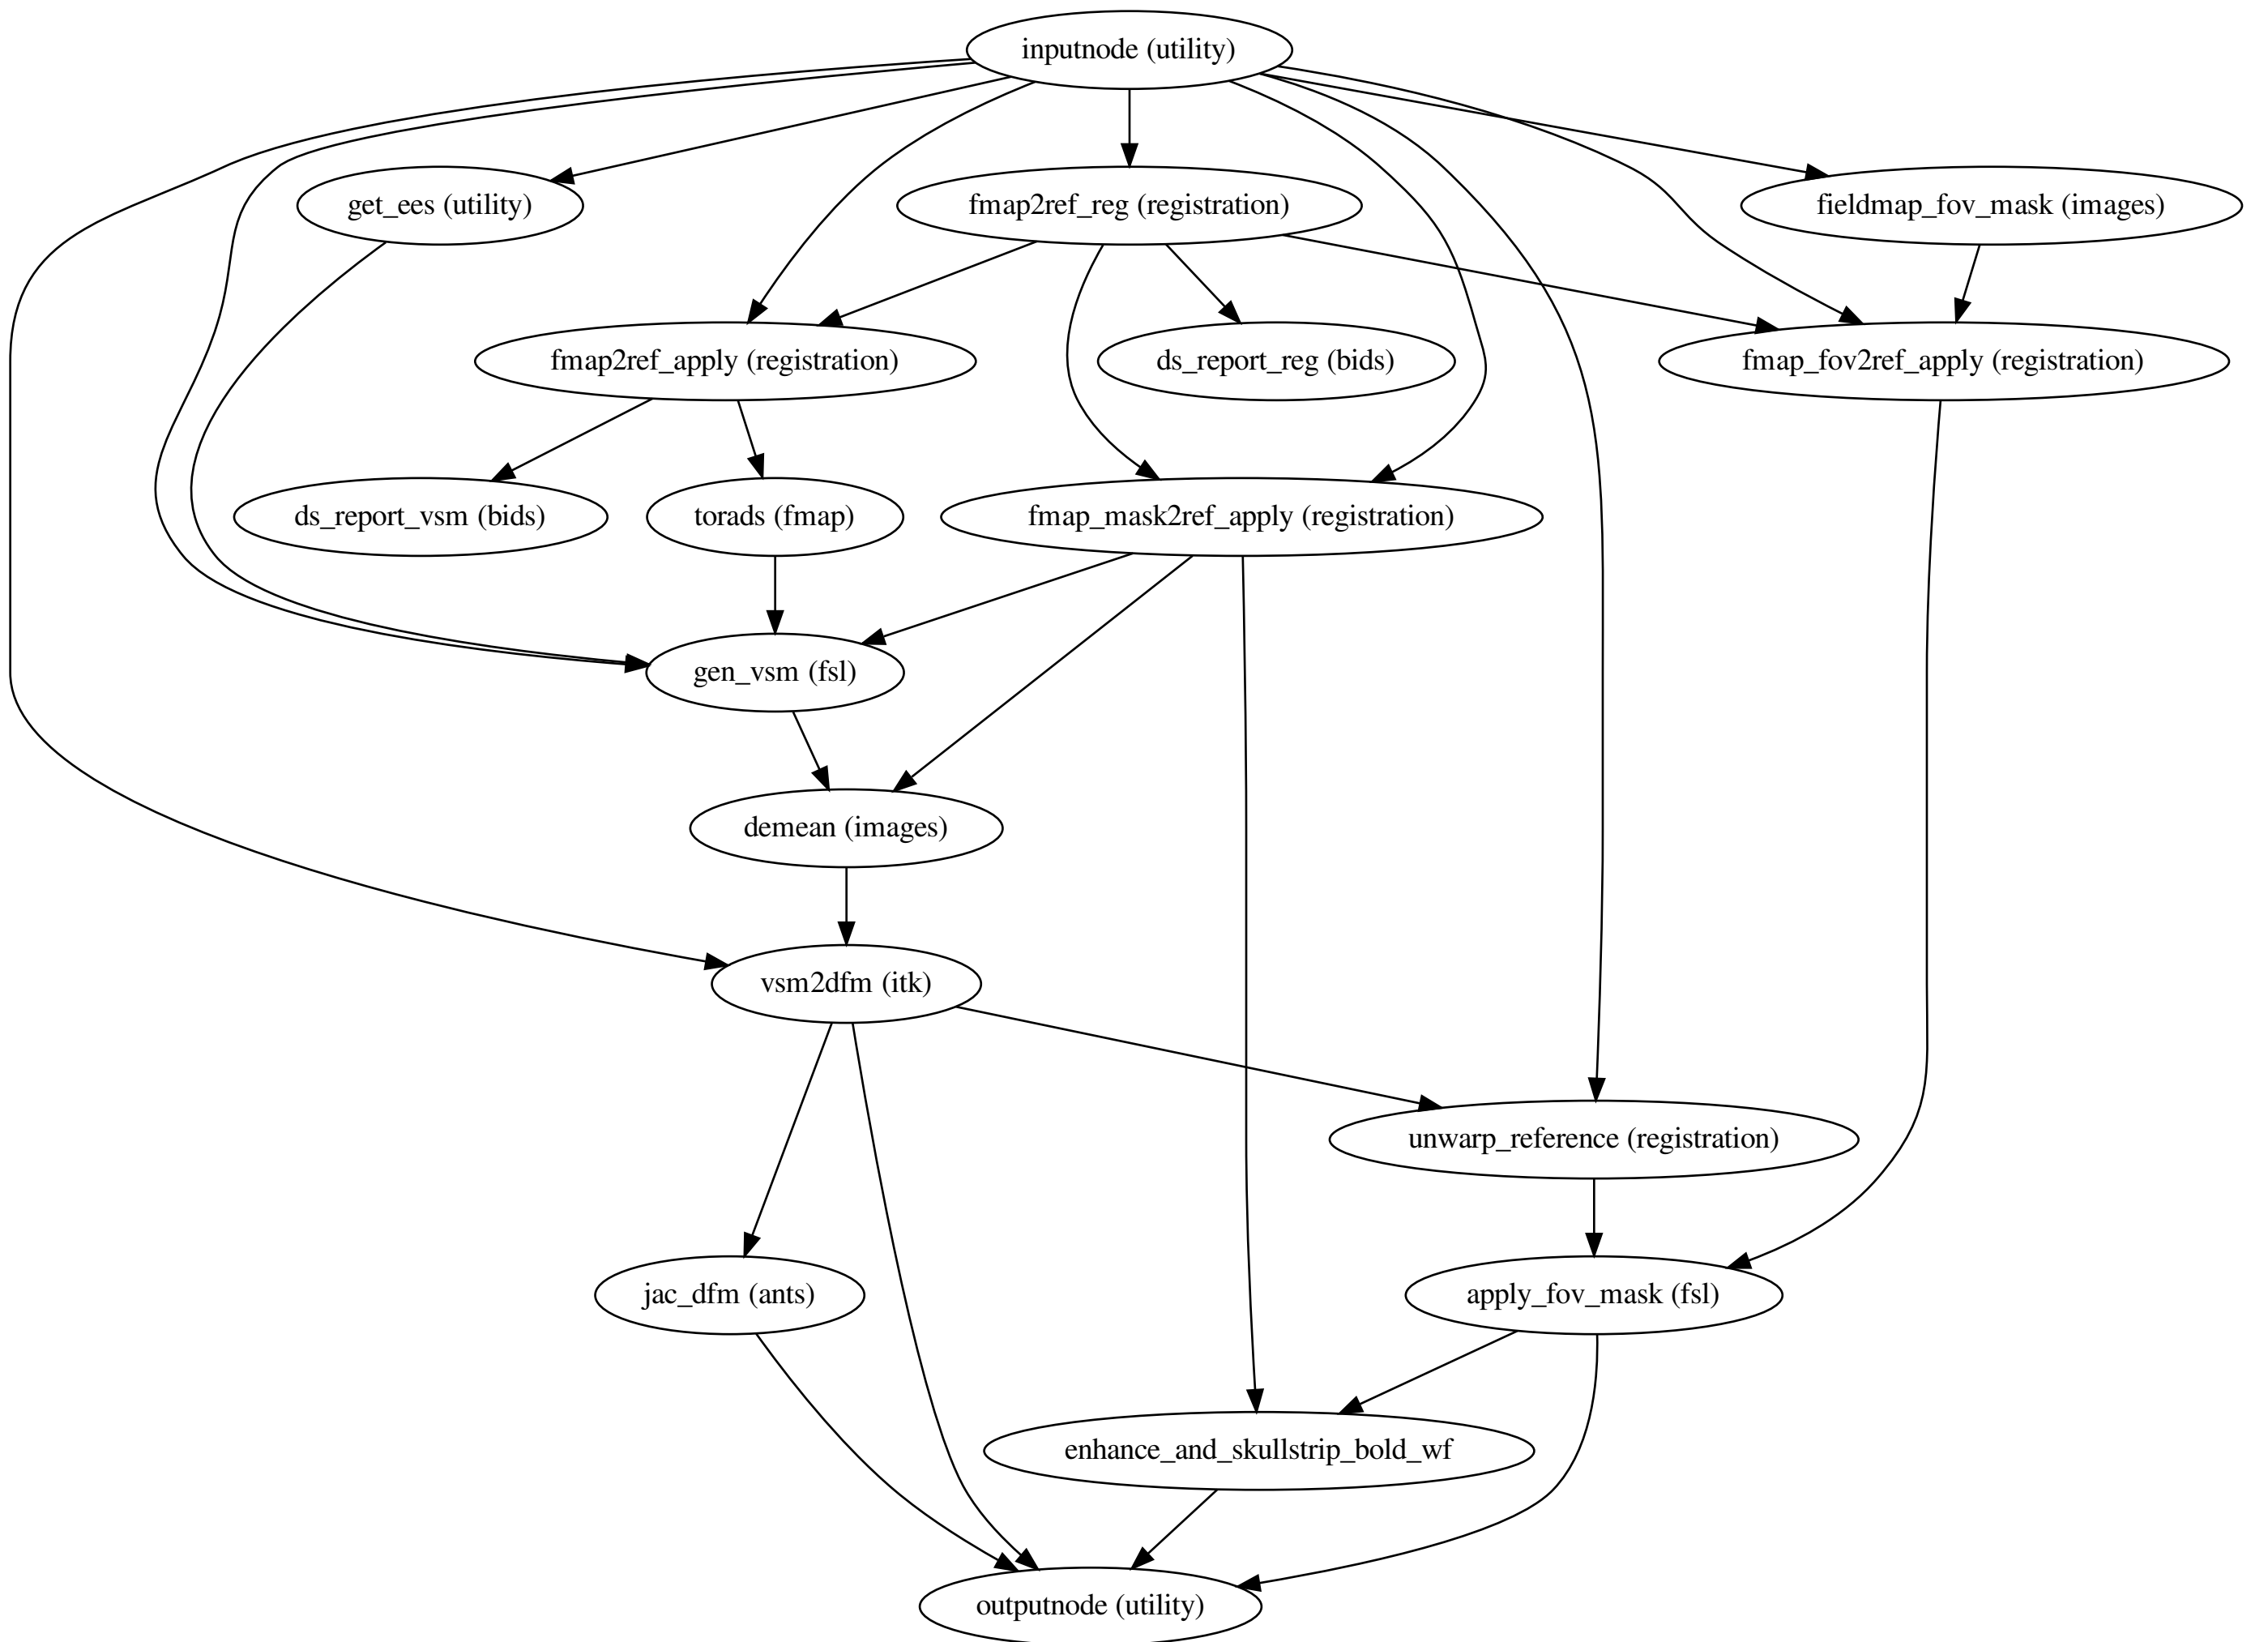 inputnode (utility)
get_ees (utility)
fmap2ref_reg (registration)
fieldmap_fov_mask (images)
fmap2ref_apply (registration)
ds_report_reg (bids)
fmap_fov2ref_apply (registration)
ds_report_vsm (bids)
torads (fmap)
fmap_mask2ref_apply (registration)
gen_vsm (fsl)
demean (images)
vsm2dfm (itk)
unwarp_reference (registration)
jac_dfm (ants)
apply_fov_mask (fsl)
enhance_and_skullstrip_bold_wf
outputnode (utility)